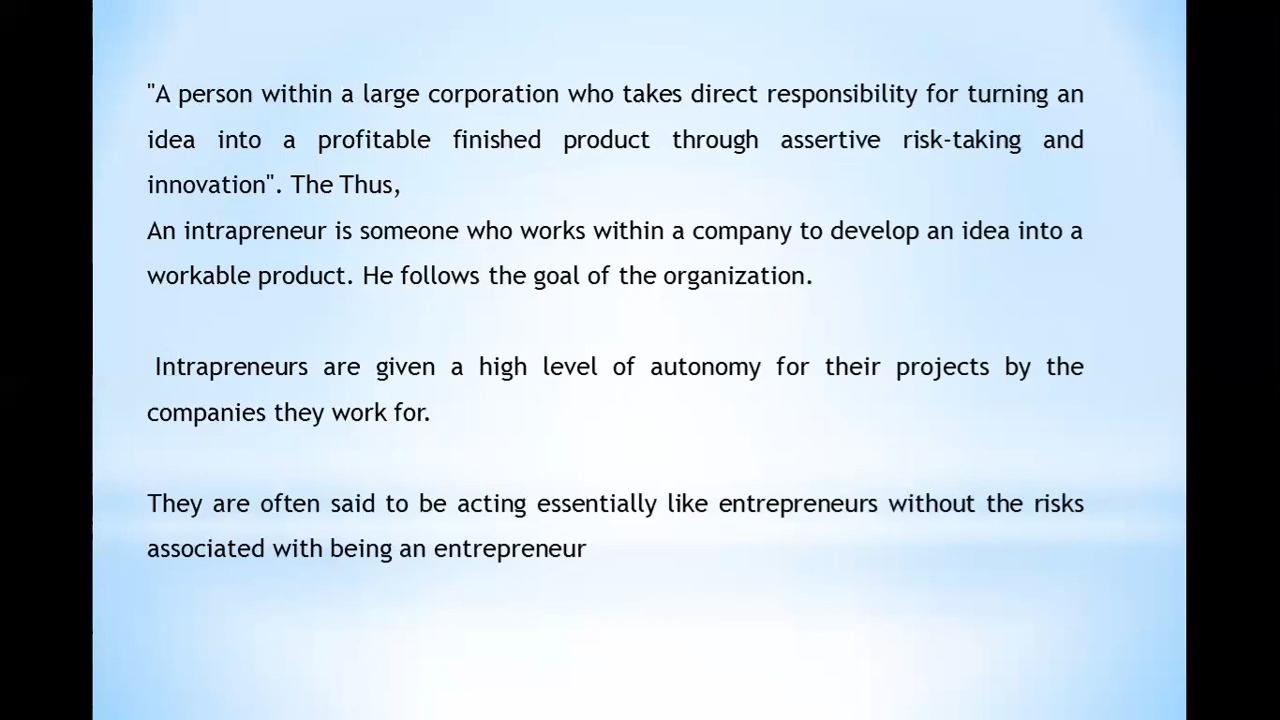 "A person within a large corporation who takes direct responsibility for turning an
idea into a profitable finished product through assertive risk-taking and
innovation". The Thus,
An intrapreneur is someone who works within a company to develop an idea into a
workable product. He follows the goal of the organization.
Intrapreneurs are given a high level of autonomy for their projects by the
companies they work for.
They are often said to be acting essentially like entrepreneurs without the risks
associated with being an entrepreneur